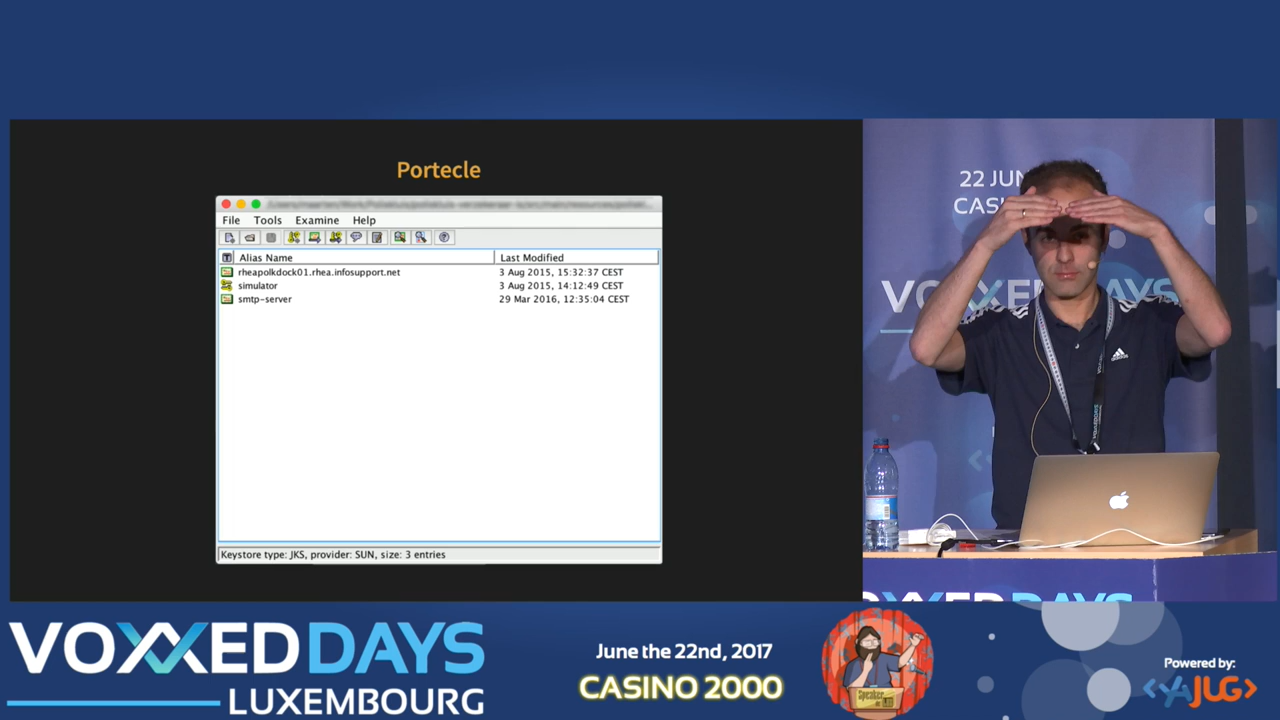 Portecle
File Tools Examine Help
Alias Name Last Modified
rheapolkdock01.rhea.infosupport.net 3 Aug 2015, 15:32:37 CEST
simulator 3 Aug 2015, 14:12:49 CEST
smtp-server 29 Mar 2016, 12:35:04 CEST
Keystore type: JKS, provider: SUN, size: 3 entries
22 JUN
CAS
adidas
VOXXED DAYS
LUXEMBOURG
June the 22nd, 2017
CASINO 2000
Speaker
Powered by:
<YAJUG>